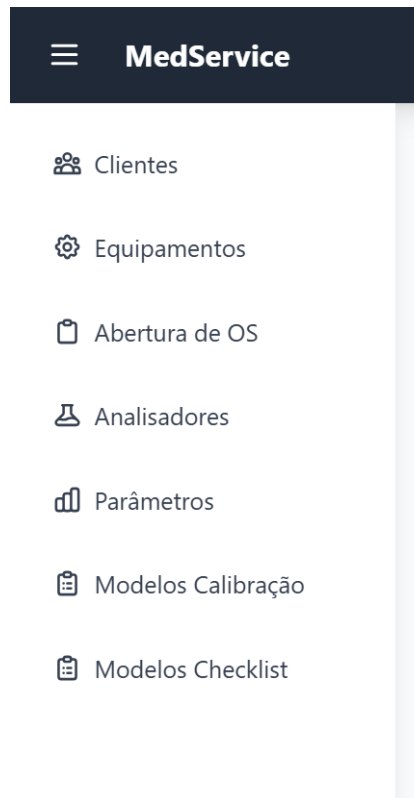 MedService
Clientes
Equipamentos
Abertura de OS
Analisadores
Parâmetros
Modelos Calibração
Modelos Checklist